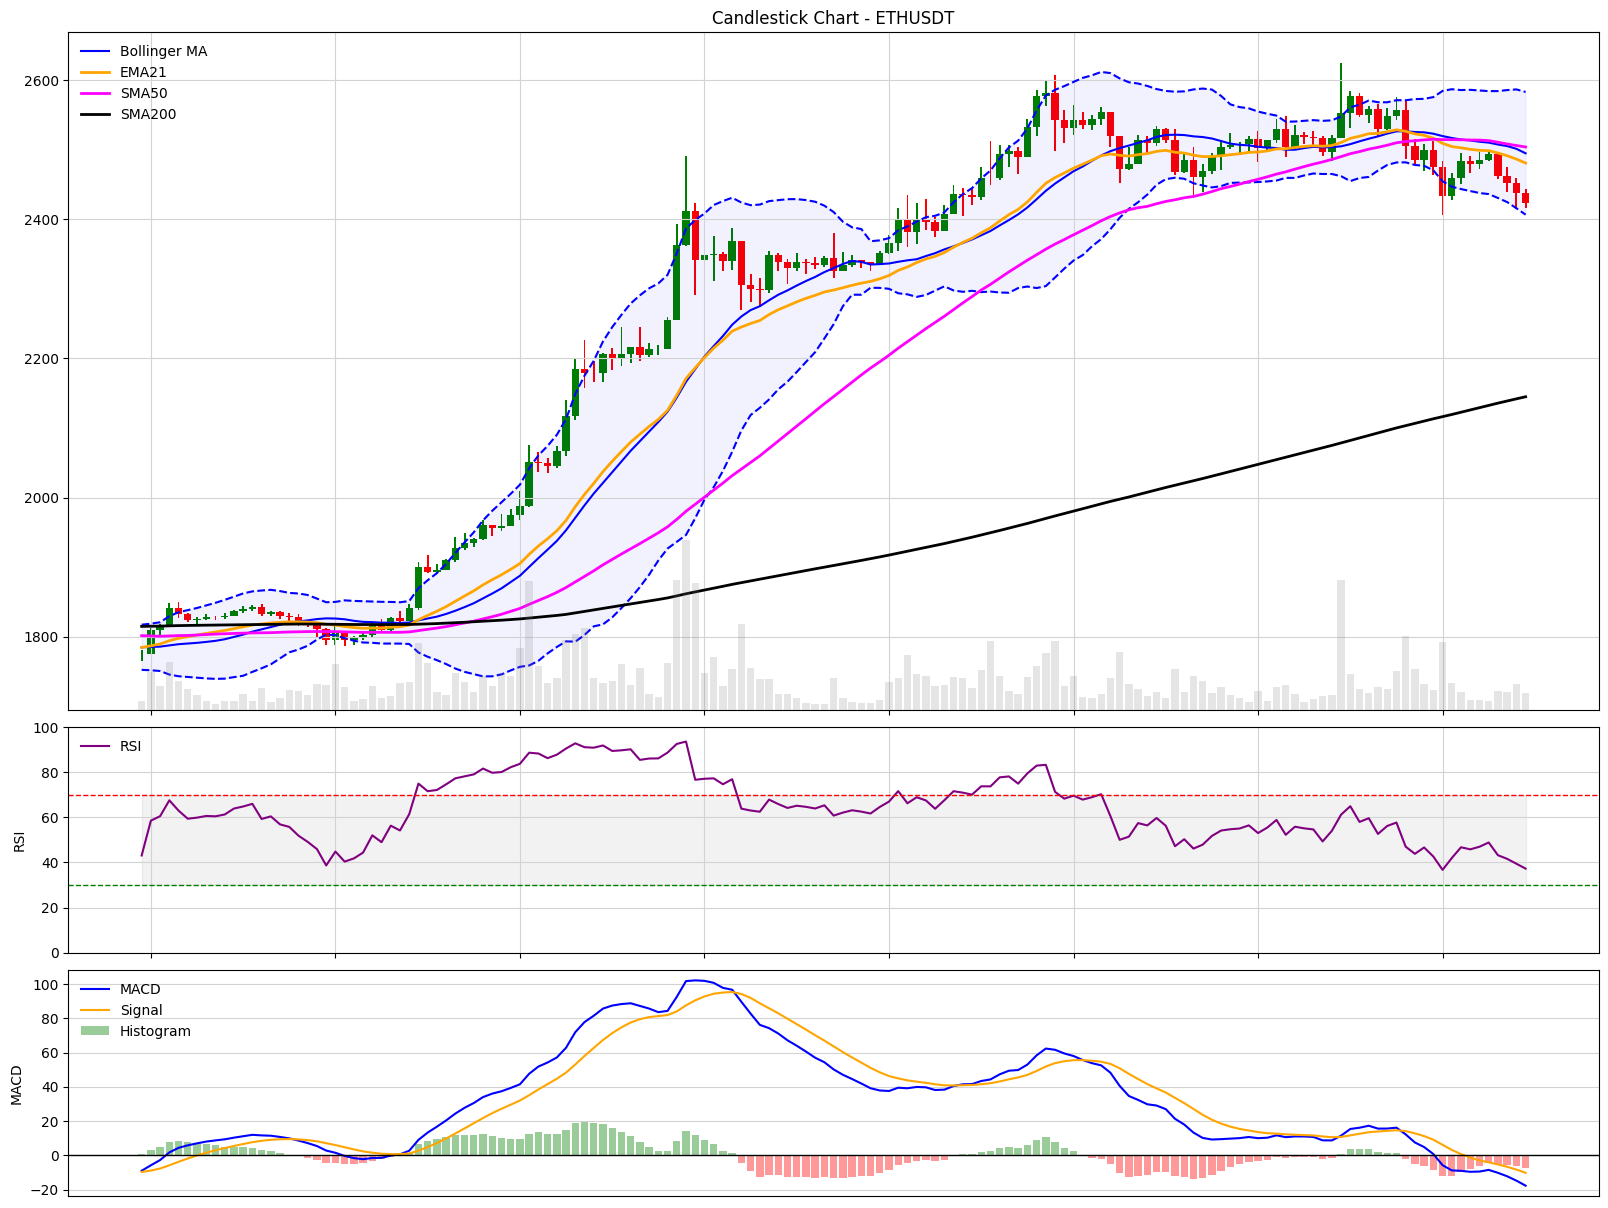 Candlestick Chart - ETHUSDT
Bollinger MA
EMA21
SMA50
SMA200
2600
2400
2200
2000
1800
RSI
100
80
60
40
20
0
RSI
MACD
Signal
Histogram
100
80
60
40
20
0
−20
MACD